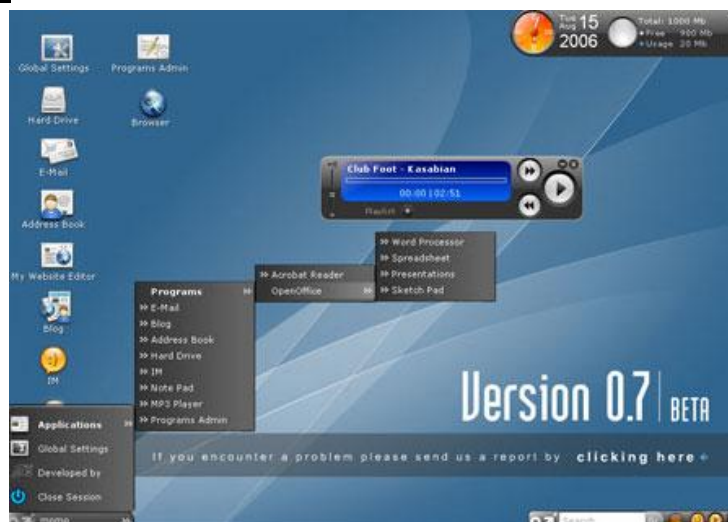 Tue 15
Aug
2006
Total: 1000 Mb
Free 980 Mb
Usage 20 Mb
Global Settings
Programs Admin
Hard-Drive
Browser
E-Mail
Address Book
My Website Editor
Blog
IM
Club Foot - Kasabian
00:00 | 02:51
Playlist
Word Processor
Spreadsheet
Presentations
Sketch Pad
Acrobat Reader
OpenOffice
Programs
E-Mail
Blog
Address Book
Hard Drive
IM
Note Pad
MP3 Player
Programs Admin
Applications
Global Settings
Developed by
Close Session
Version 0.7 BETA
If you encounter a problem please send us a report by clicking here
Search